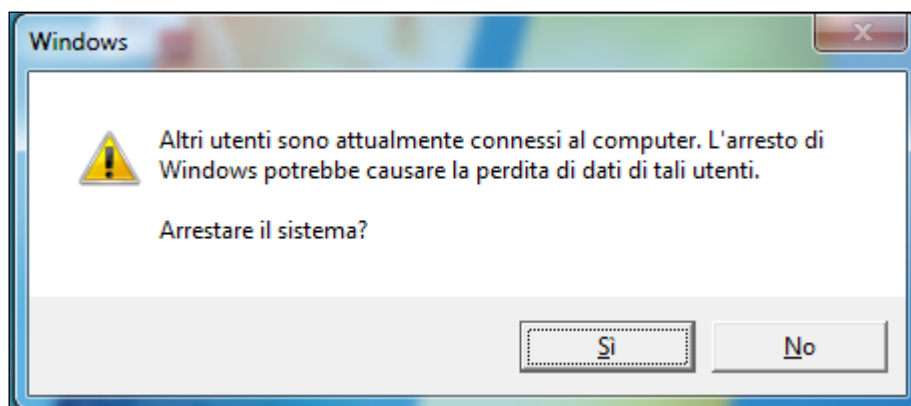 Windows
Altri utenti sono attualmente connessi al computer. L'arresto di
Windows potrebbe causare la perdita di dati di tali utenti.
Arrestare il sistema?
Sì
No